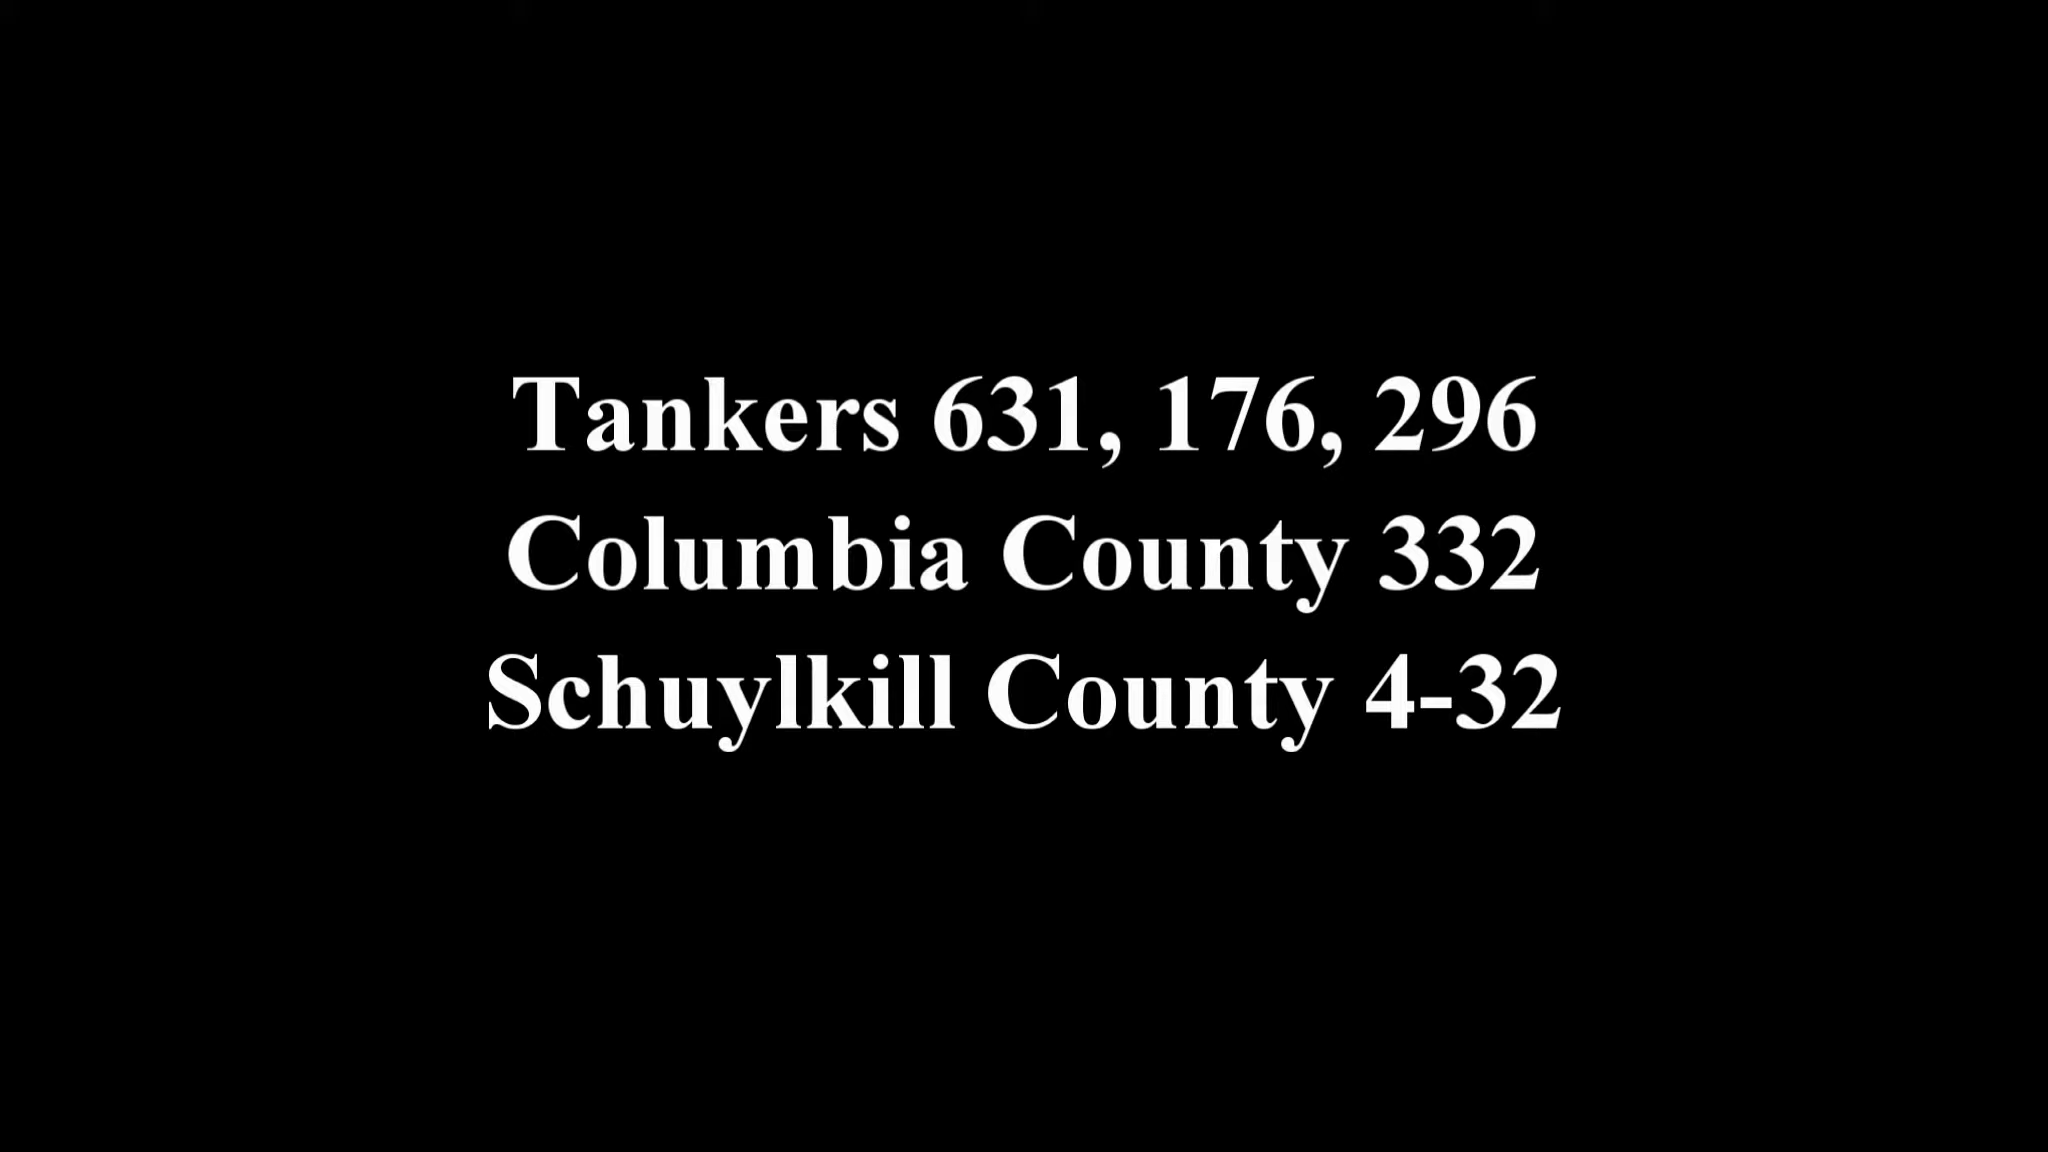 Tankers 631, 176, 296
Columbia County 332
Schuylkill County 4-32